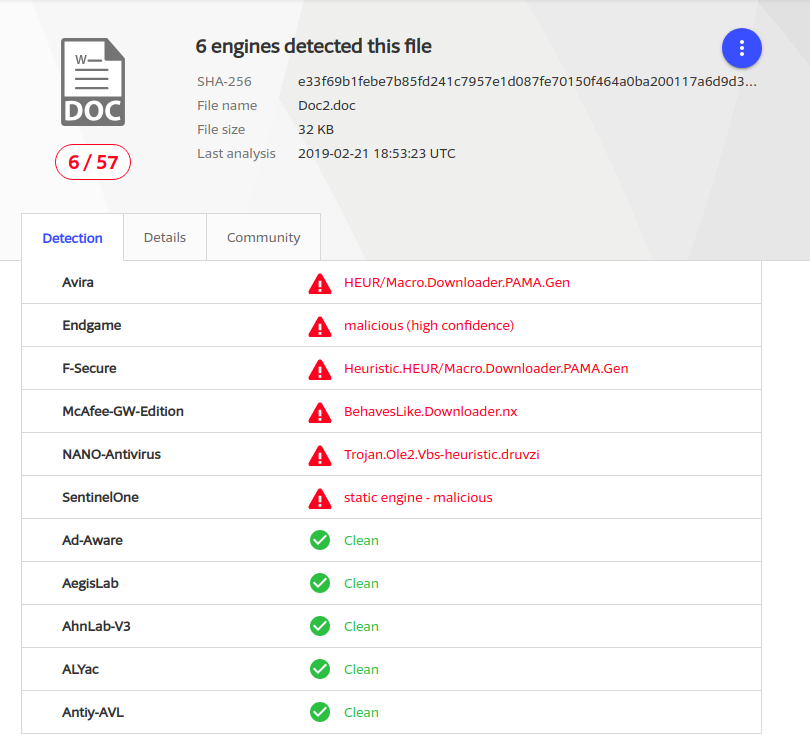 6 engines detected this file
SHA-256 e33f69b1febe7b85fd241c7957e1d087fe70150f464a0ba200117a6d9d3...
File name Doc2.doc
File size 32 KB
Last analysis 2019-02-21 18:53:23 UTC
W
DOC
6 / 57
Detection Details Community
Avira HEUR/Macro.Downloader.PAMA.Gen
Endgame malicious (high confidence)
F-Secure Heuristic.HEUR/Macro.Downloader.PAMA.Gen
McAfee-GW-Edition BehavesLike.Downloader.nx
NANO-Antivirus Trojan.Ole2.Vbs-heuristic.druvzi
SentinelOne static engine - malicious
Ad-Aware Clean
AegisLab Clean
AhnLab-V3 Clean
ALYac Clean
Antiy-AVL Clean